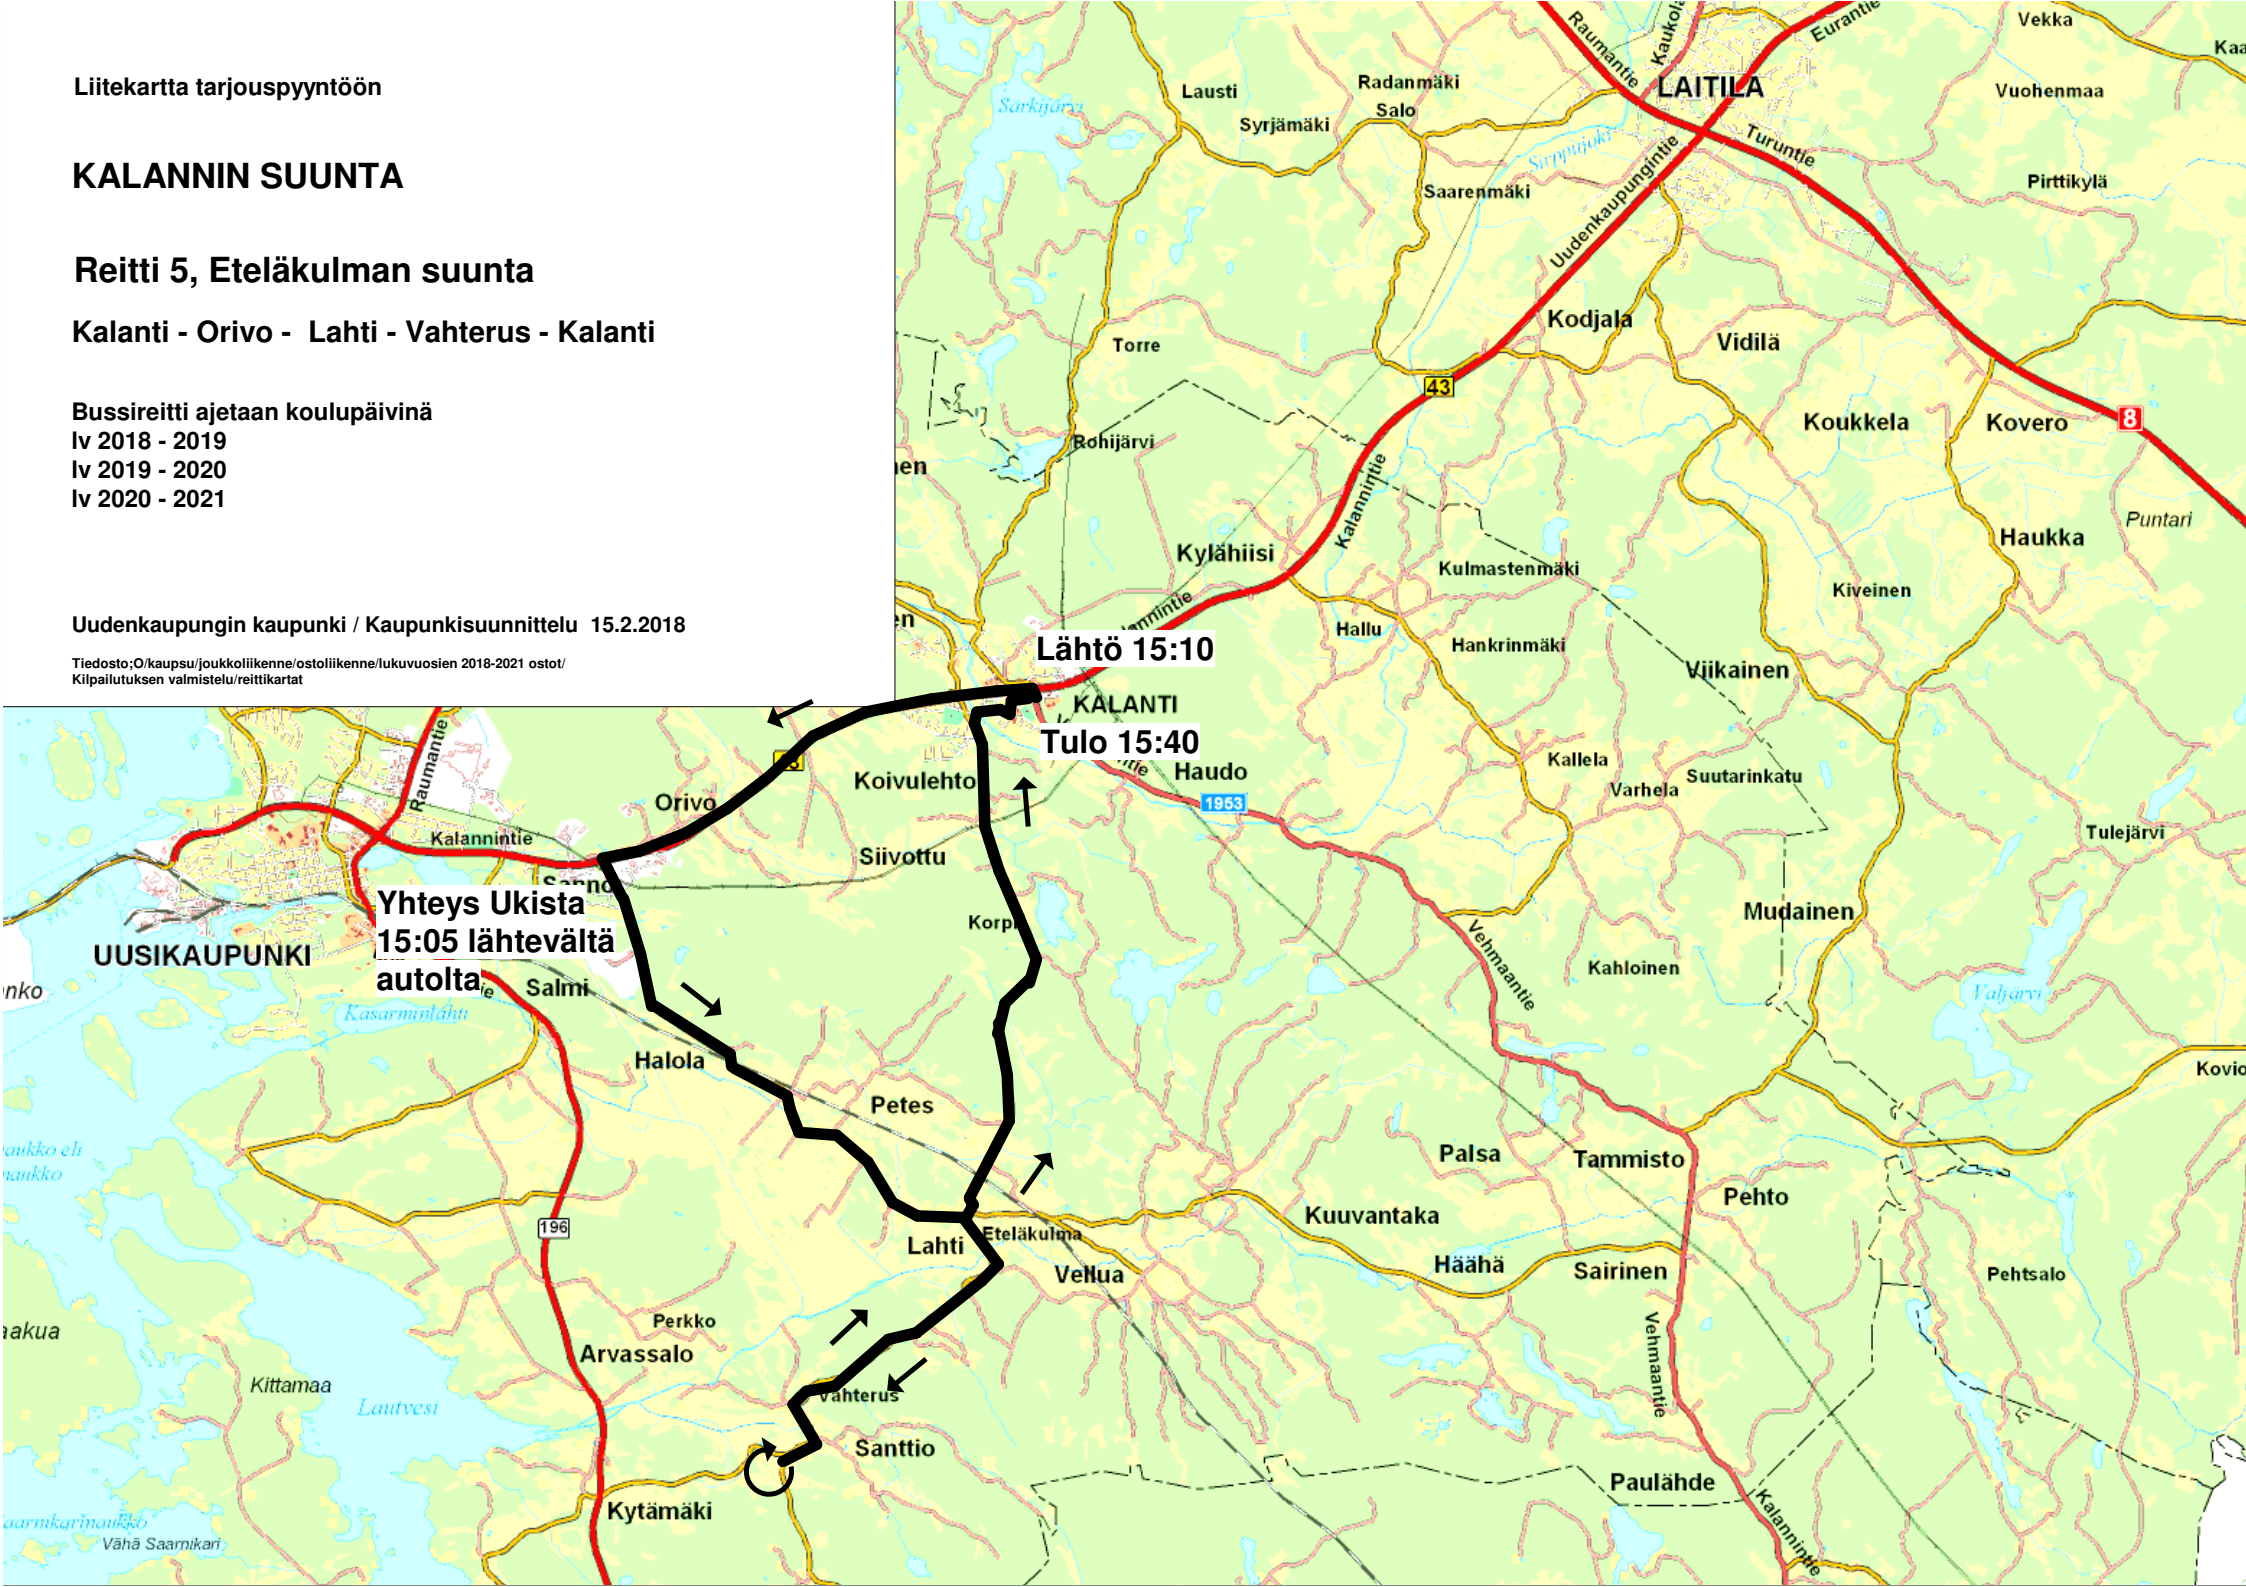 Liitekartta tarjouspyyntöön
KALANNIN SUUNTA
Reitti 5, Eteläkulman suunta
Kalanti - Orivo - Lahti - Vahterus - Kalanti
Bussireitti ajetaan koulupäivinä
lv 2018 - 2019
lv 2019 - 2020
lv 2020 - 2021
Uudenkaupungin kaupunki / Kaupunkisuunnittelu 15.2.2018
Tiedosto;O/kaupsu/joukkoliikenne/ostoliikenne/lukuvuosien 2018-2021 ostot/
Kilpailutuksen valmistelu/reittikartat
Raumantie
Eurantie
Vekka
Lausti
Radanmäki
Salo
LAITILA
Vuohenmaa
Särkijärvi
Syrjämäki
Sirppujoki
Turuntie
Saarenmäki
Pirttikylä
Uudenkaupungintie
Kodjala
Torre
Vidilä
43
Koukkela
Kovero
8
Rohijärvi
Kalannintie
Puntari
Haukka
Kylähiisi
Kulmastenmäki
Kiveinen
Hallu
Hankrinmäki
Lähtö 15:10
Viikainen
KALANTI
Tulo 15:40
Raumantie
Koivulehto
Haudo
Kallela
Suutarinkatu
Varhela
1953
Orivo
Kalannintie
Siivottu
Tulejärvi
Yhteys Ukista
15:05 lähtevältä
autolta
Mudainen
UUSIKAUPUNKI
Vehmaantie
Kahloinen
Salmi
Valjärvi
Kasarminlahti
Halola
Petes
Palsa
Tammisto
Pehto
196
Kuuvantaka
Lahti
Eteläkulma
Häähä
Sairinen
Vellua
Pehtsalo
Perkko
Arvassalo
Vehmaantie
Kittamaa
Lautvesi
Vahterus
Santtio
Paulähde
Kytämäki
Kalannintie
Vähä Saarnikari